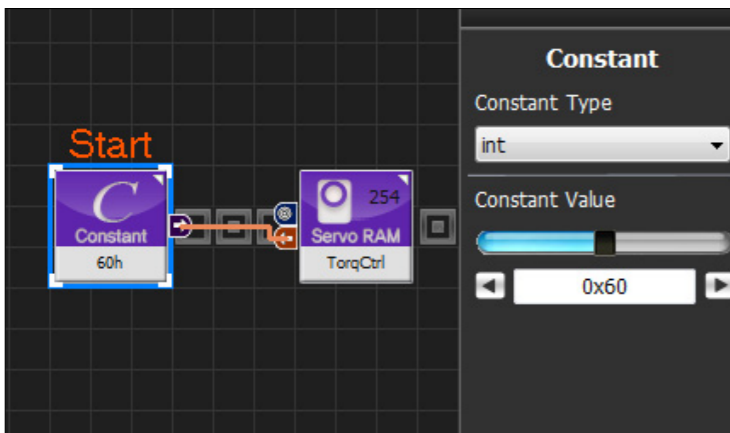 Start
C
Constant
60h
254
Servo RAM
TorqCtrl
Constant
Constant Type
int
Constant Value
0x60